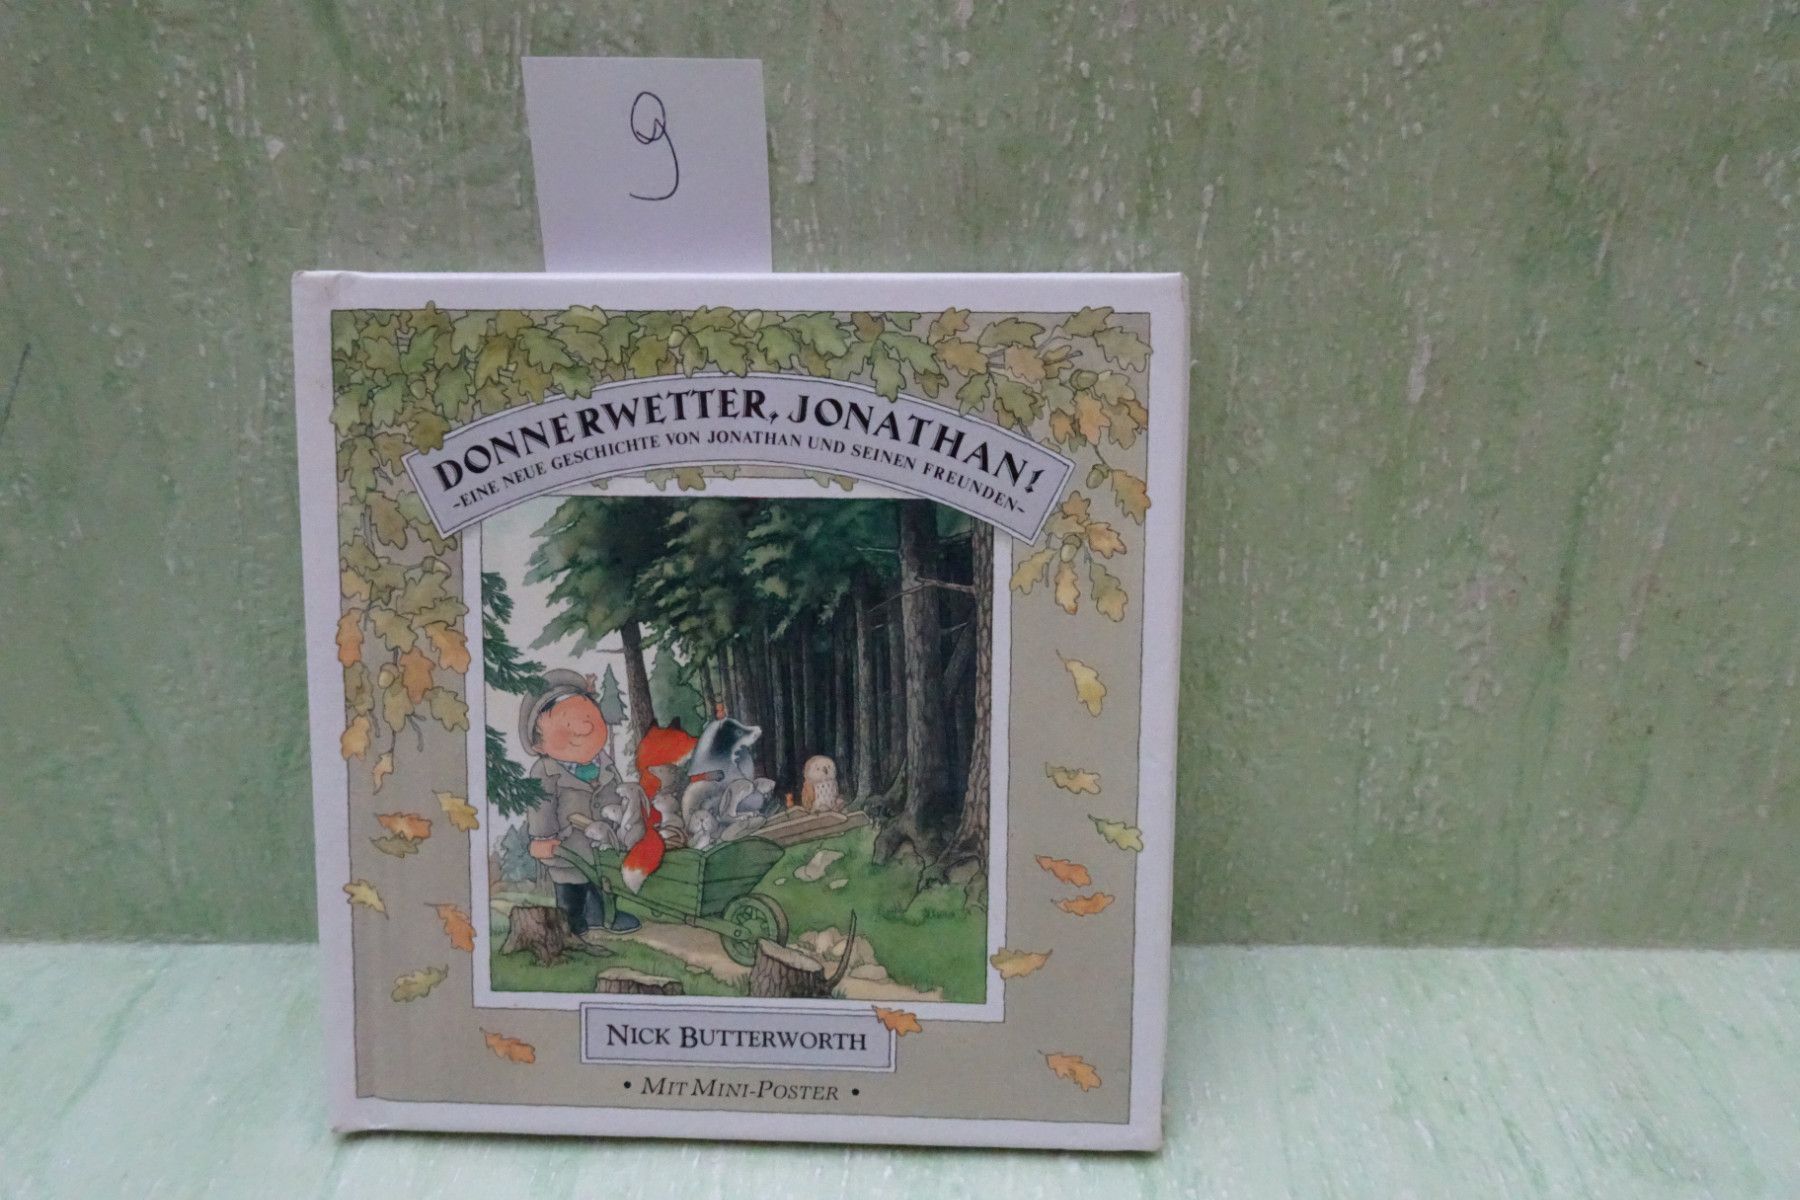 9
DONNERWETTER, JONATHAN!
~EINE NEUE GESCHICHTE VON JONATHAN UND SEINEN FREUNDEN~
NICK BUTTERWORTH
• MIT MINI-POSTER •